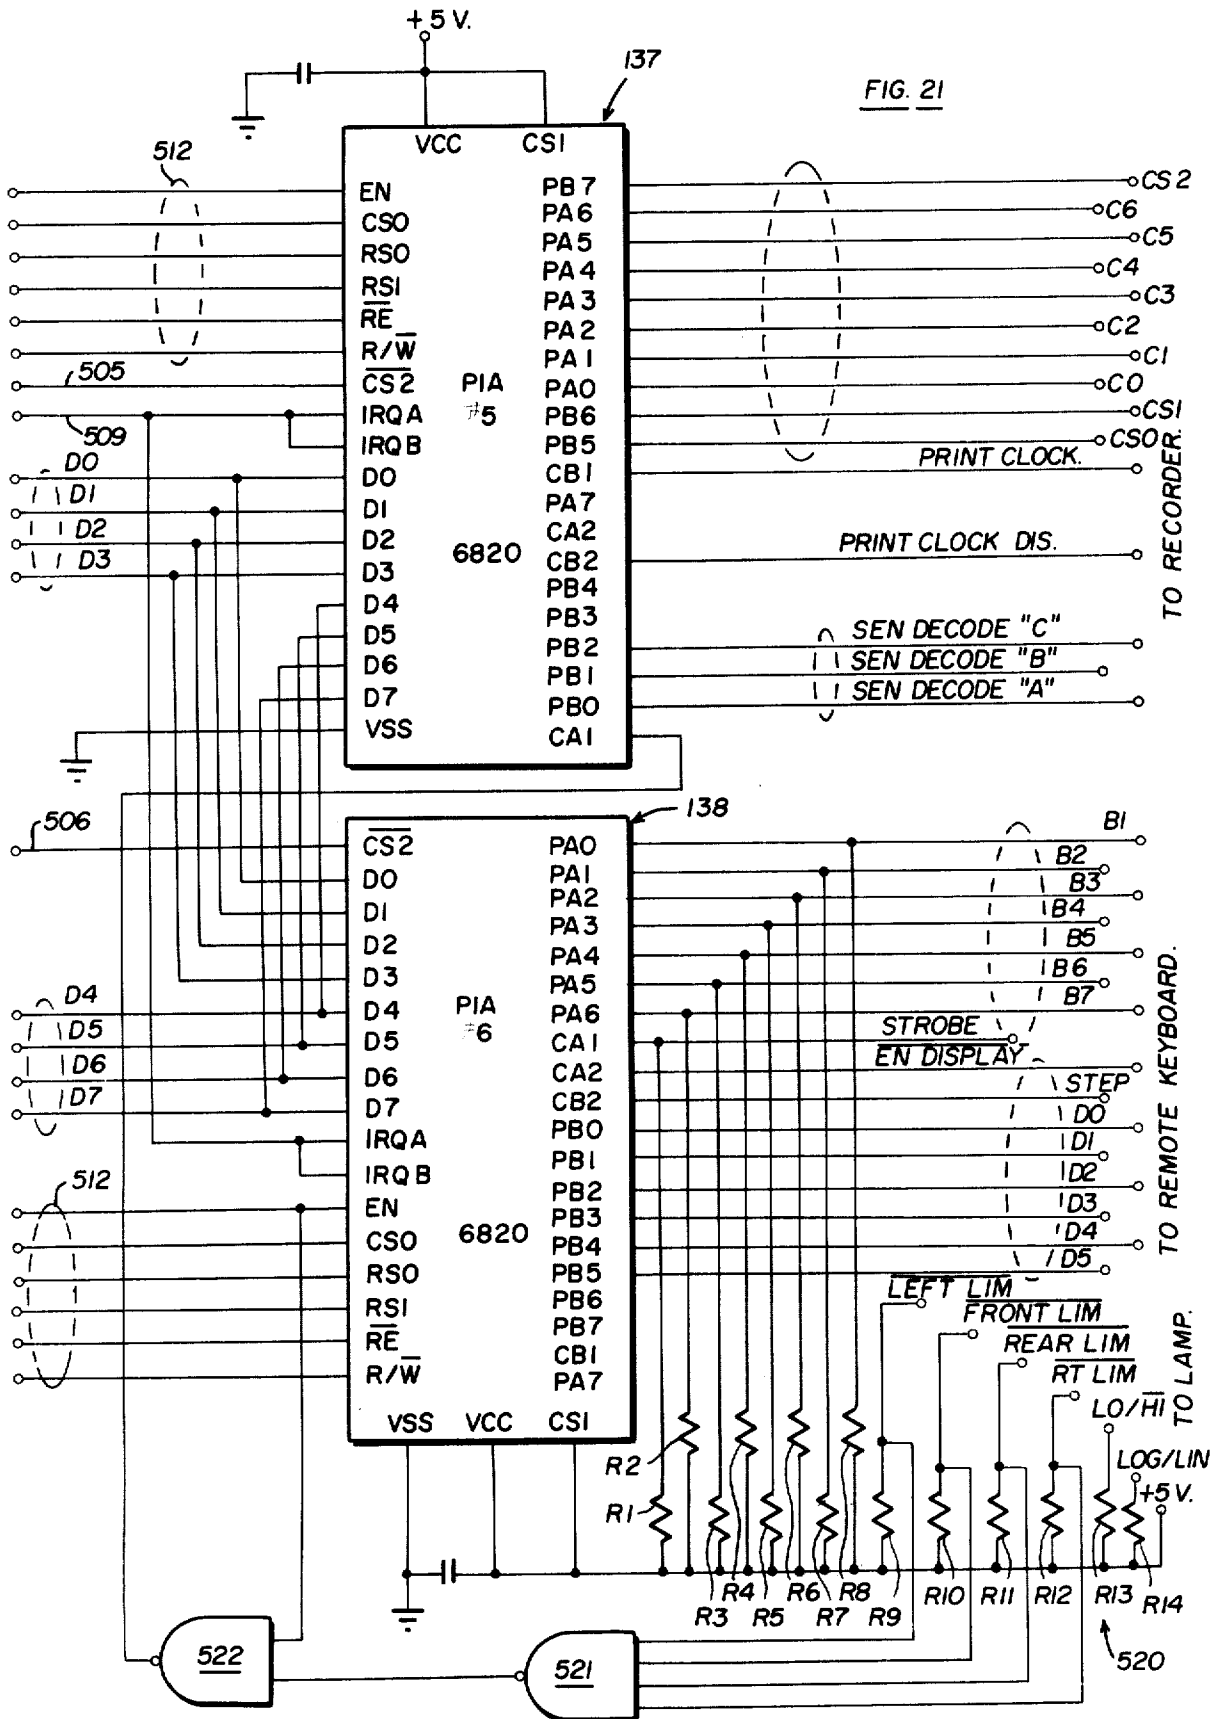 +5 V.
137
FIG. 21
VCC CS1
512
EN
CS0
RS0
RS1
RE
R/W
CS2
IRQA
IRQB
D0
D1
D2
D3
D4
D5
D6
D7
VSS
505
509
D0
D1
D2
D3
PIA
#5
6820
PB7
PA6
PA5
PA4
PA3
PA2
PA1
PA0
PB6
PB5
CB1
PA7
CA2
CB2
PB4
PB3
PB2
PB1
PB0
CA1
CS2
C6
C5
C4
C3
C2
C1
C0
CS1
CS0
PRINT CLOCK.
PRINT CLOCK DIS.
SEN DECODE "C"
SEN DECODE "B"
SEN DECODE "A"
TO RECORDER.
138
506
CS2
D0
D1
D2
D3
D4
D5
D6
D7
IRQA
IRQB
EN
CS0
RS0
RS1
RE
R/W
D4
D5
D6
D7
512
PIA
#6
6820
PA0
PA1
PA2
PA3
PA4
PA5
PA6
CA1
CA2
CB2
PB0
PB1
PB2
PB3
PB4
PB5
PB6
PB7
CB1
PA7
VSS VCC CS1
B1
B2
B3
B4
B5
B6
B7
STROBE
EN DISPLAY
STEP
D0
D1
D2
D3
D4
D5
TO REMOTE KEYBOARD.
LEFT LIM
FRONT LIM
REAR LIM
RT LIM
LO/HI
LOG/LIN
+5 V.
TO LAMP.
R2
R1
R3
R4
R5
R6
R7
R8
R9
R10
R11
R12
R13
R14
520
522
521